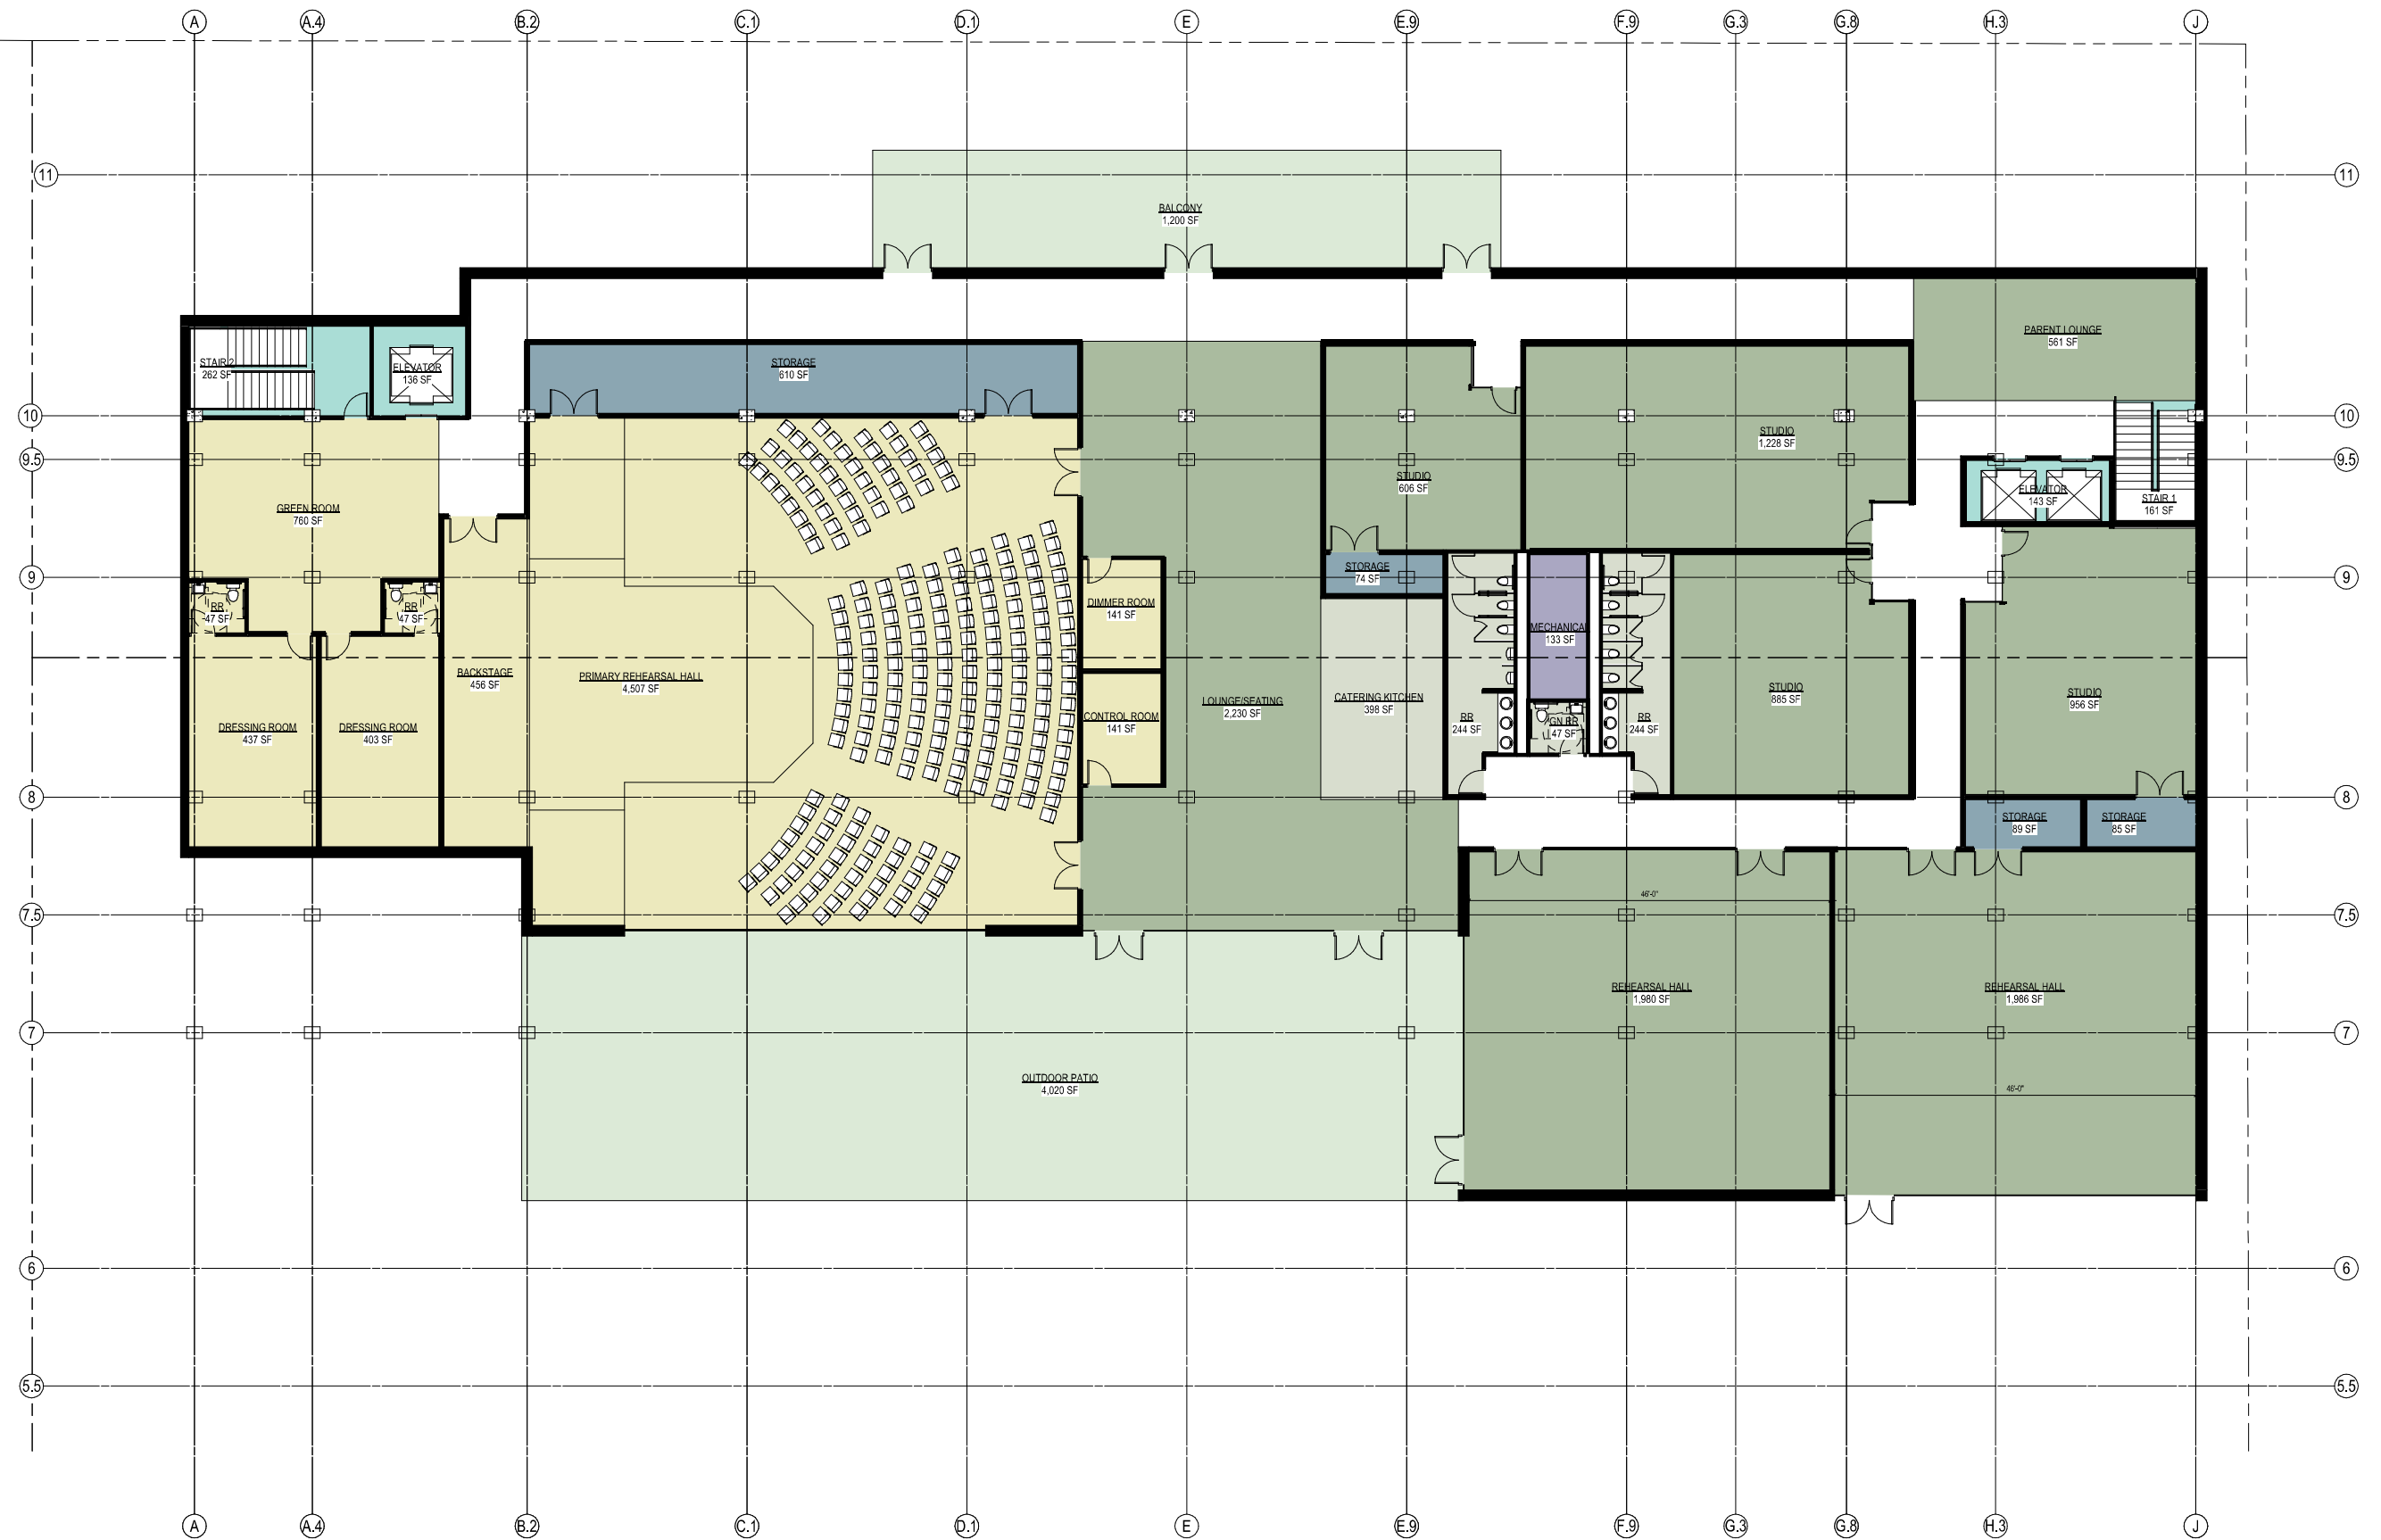 A A.4 B.2 C.1 D.1 E E.9 F.9 G.3 G.8 H.3 J
11 11
BALCONY
1,200 SF
PARENT LOUNGE
561 SF
STAIR 2
262 SF
ELEVATOR
136 SF
STORAGE
610 SF
10 10
STUDIO
1,228 SF
9.5 9.5
STUDIO
606 SF
ELEVATOR
143 SF
STAIR 1
161 SF
GREEN ROOM
760 SF
9 9
STORAGE
74 SF
RR
47 SF
RR
47 SF
DIMMER ROOM
141 SF
MECHANICAL
133 SF
BACKSTAGE
456 SF
PRIMARY REHEARSAL HALL
4,507 SF
LOUNGE/SEATING
2,230 SF
CATERING KITCHEN
398 SF
STUDIO
885 SF
STUDIO
956 SF
DRESSING ROOM
437 SF
DRESSING ROOM
403 SF
CONTROL ROOM
141 SF
RR
244 SF
GN RR
47 SF
RR
244 SF
8 8
STORAGE
89 SF
STORAGE
85 SF
46'-0"
7.5 7.5
REHEARSAL HALL
1,980 SF
REHEARSAL HALL
1,986 SF
7 7
OUTDOOR PATIO
4,020 SF
46'-0"
6 6
5.5 5.5
A A.4 B.2 C.1 D.1 E E.9 F.9 G.3 G.8 H.3 J